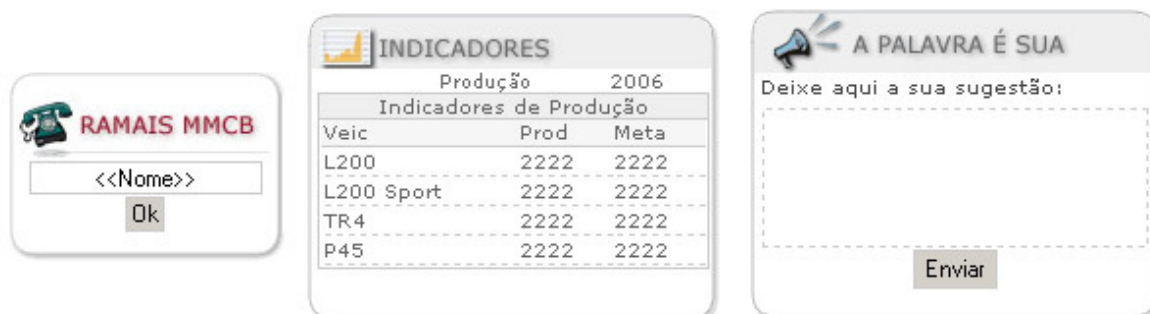 RAMAIS MMCB
<<Nome>>
Ok
INDICADORES
Produção 2006
Indicadores de Produção
Veic Prod Meta
L200 2222 2222
L200 Sport 2222 2222
TR4 2222 2222
P45 2222 2222
A PALAVRA É SUA
Deixe aqui a sua sugestão:
Enviar